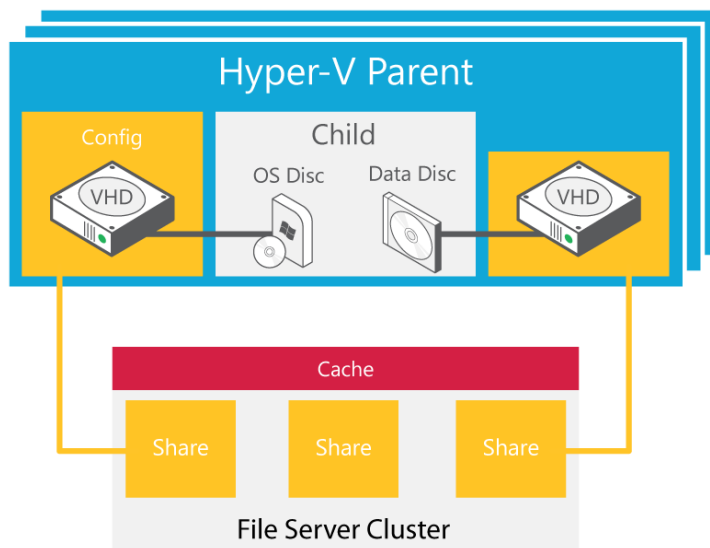 Hyper-V Parent
Config
Child
OS Disc
Data Disc
VHD
VHD
Cache
Share
Share
Share
File Server Cluster